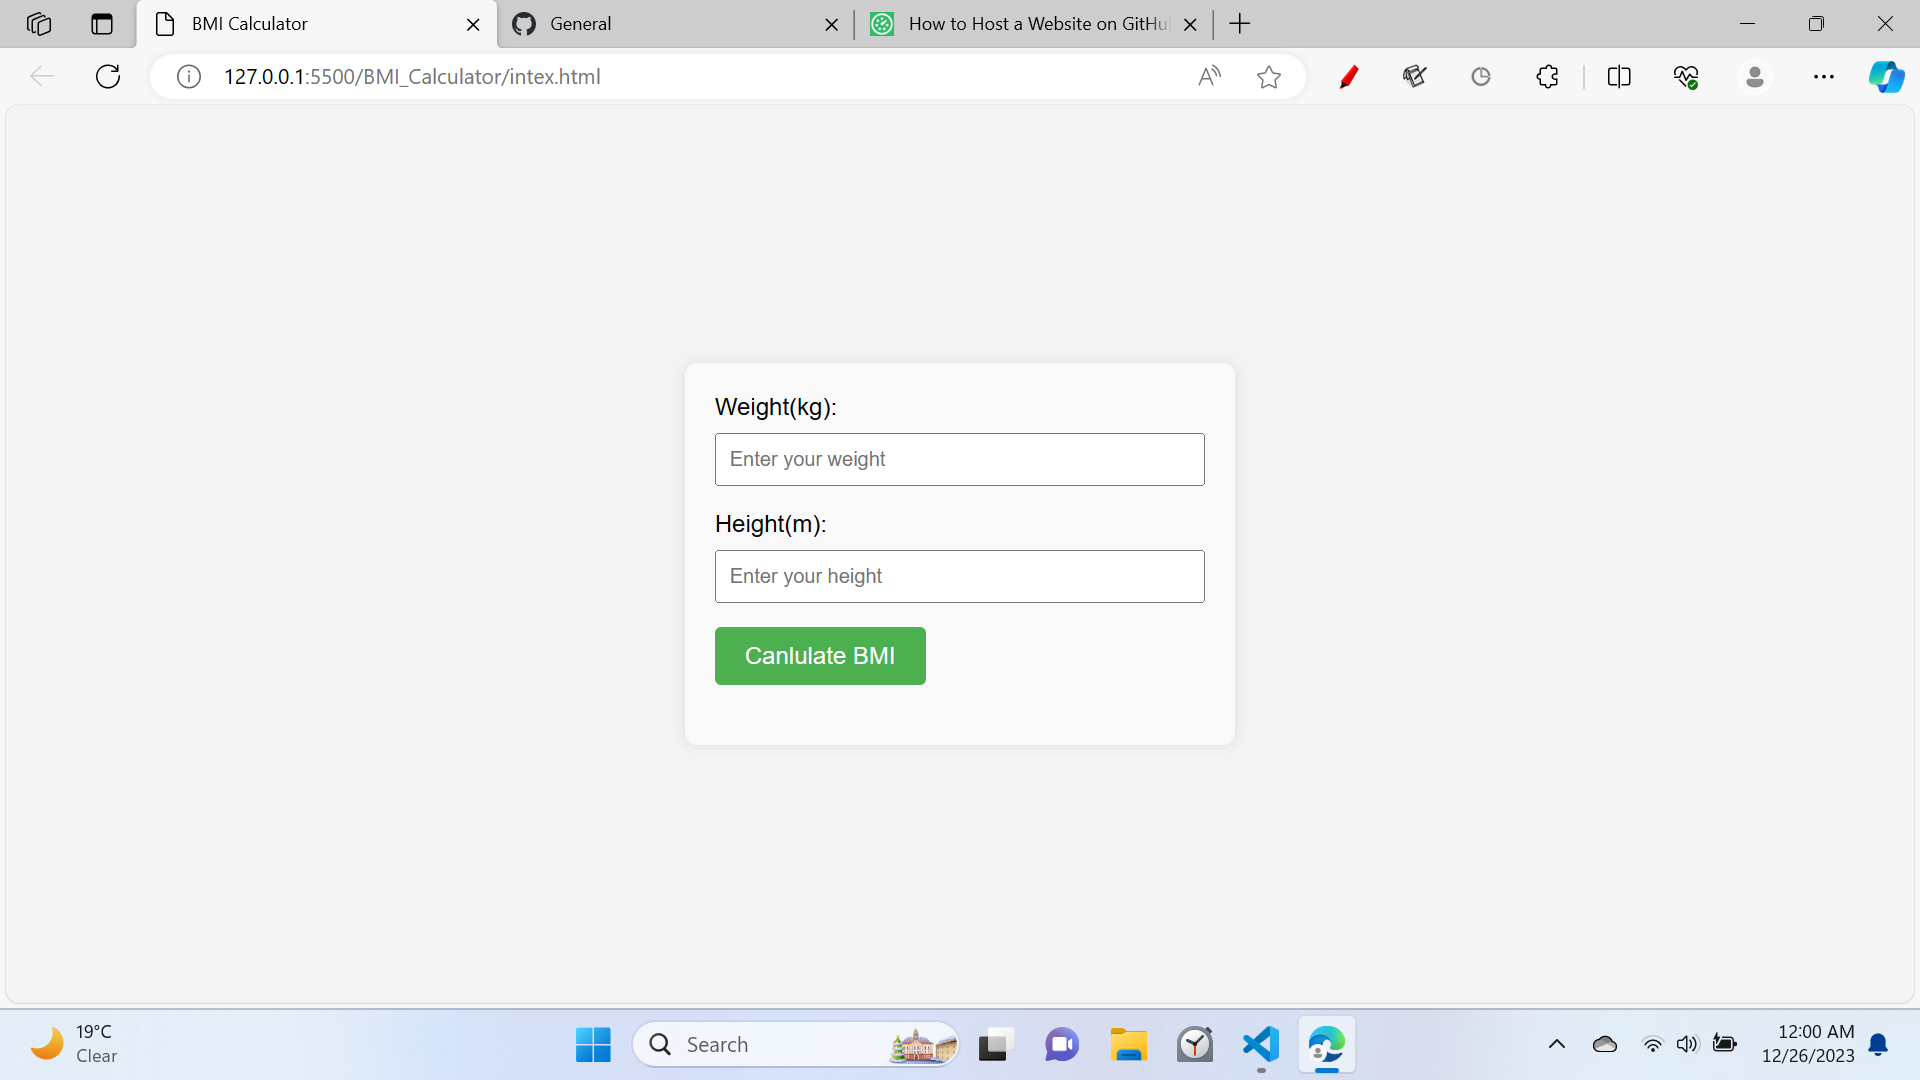 BMI Calculator
General
How to Host a Website on GitHu
127.0.0.1:5500/BMI_Calculator/intex.html
Weight(kg):
Enter your weight
Height(m):
Enter your height
Canlulate BMI
19°C
Clear
Search
12:00 AM
12/26/2023